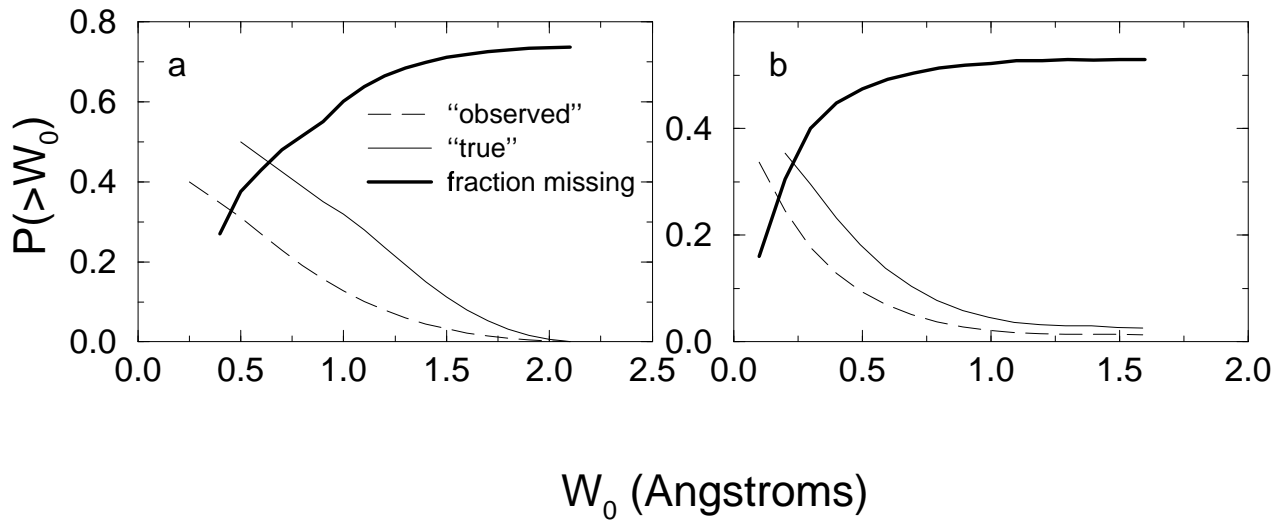 0.8
0.6
0.4
0.2
0.0
P(>W0)
a
‘‘observed’’
‘‘true’’
fraction missing
0.0 0.5 1.0 1.5 2.0 2.5
b
0.4
0.2
0.0
0.0 0.5 1.0 1.5 2.0
W0 (Angstroms)